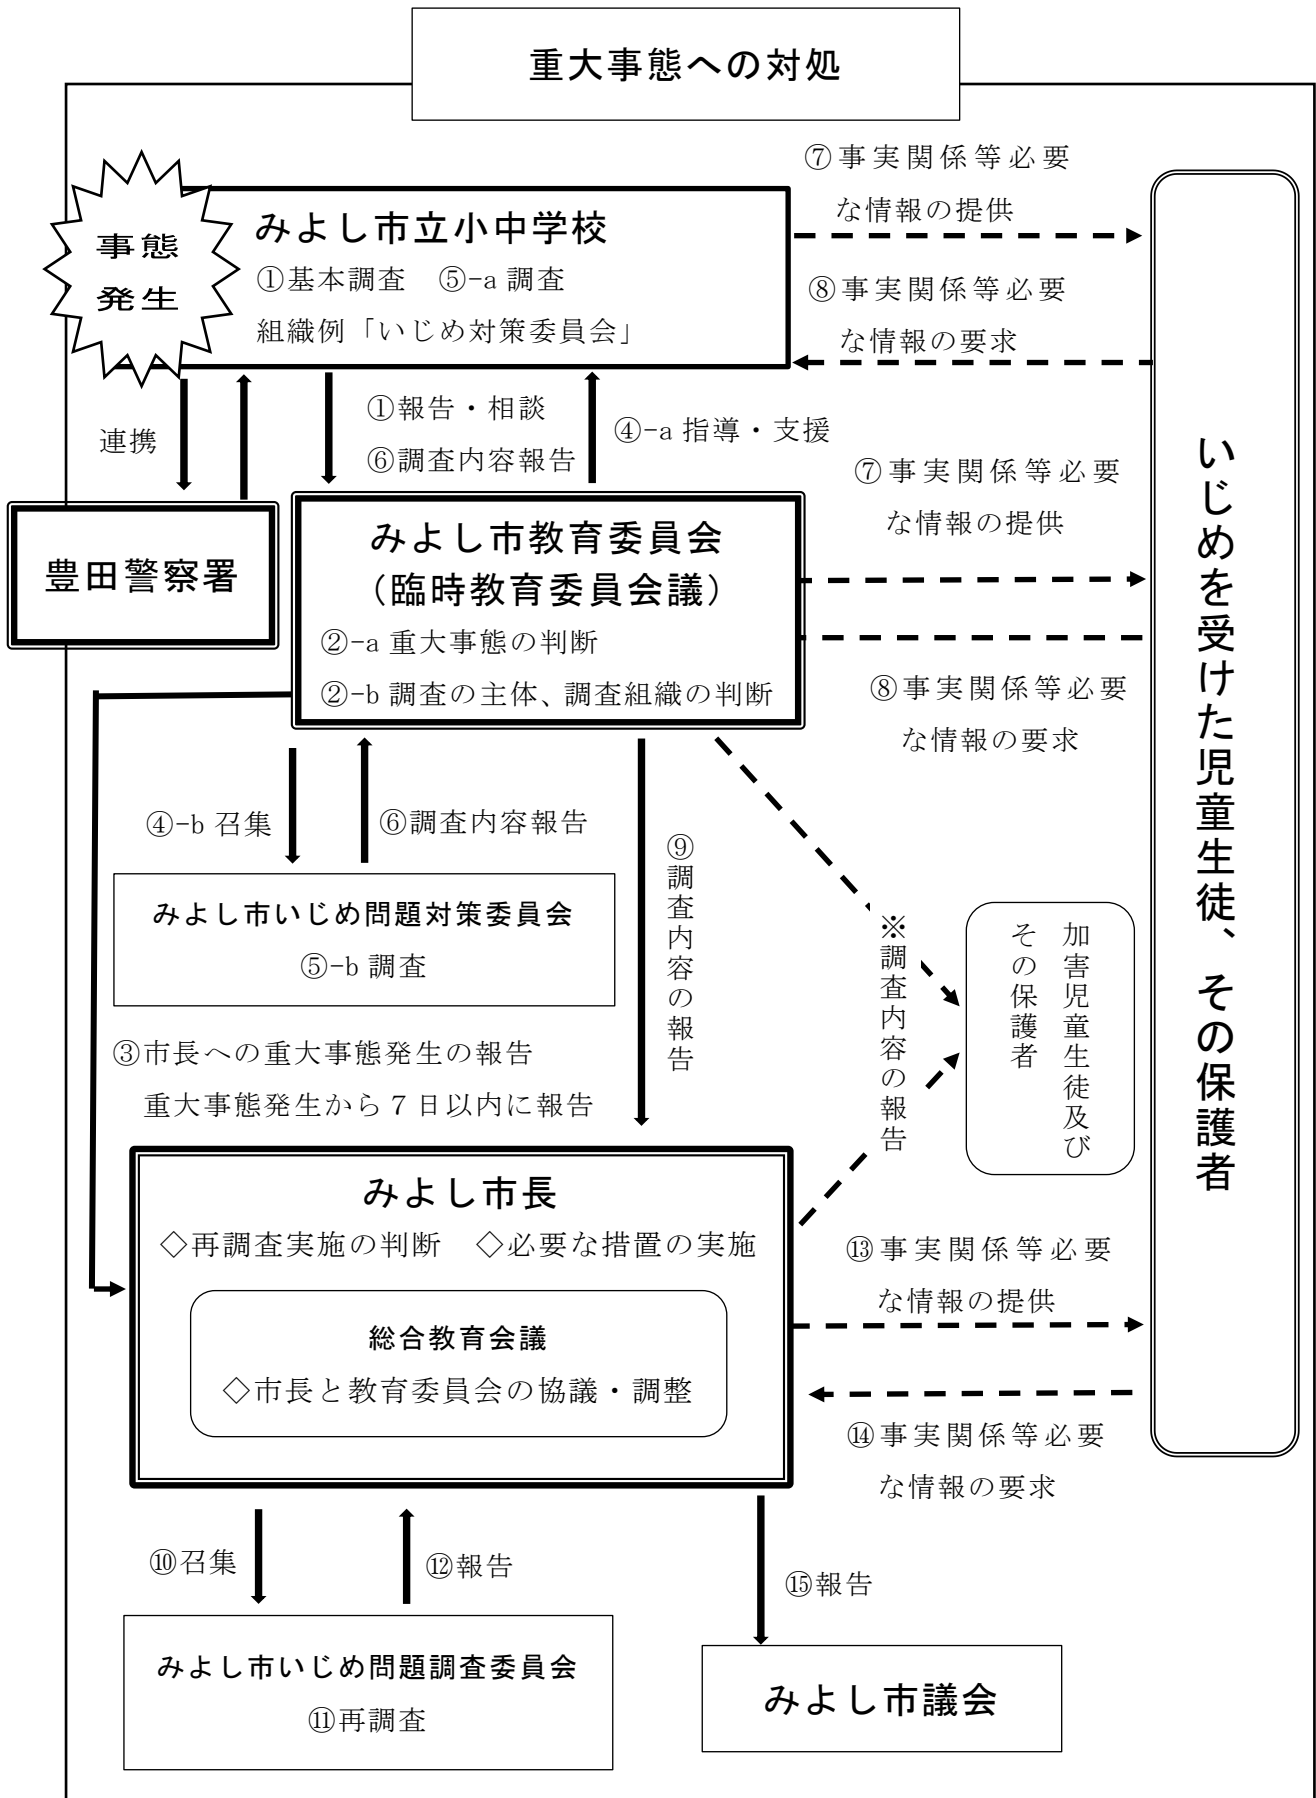 重大事態への対処
事態
発生
みよし市立小中学校
①基本調査　⑤-a 調査
組織例「いじめ対策委員会」
⑦事実関係等必要
な情報の提供
⑧事実関係等必要
な情報の要求
連携
①報告・相談
⑥調査内容報告
④-a 指導・支援
豊田警察署
みよし市教育委員会
（臨時教育委員会議）
②-a 重大事態の判断
②-b 調査の主体、調査組織の判断
⑦事実関係等必要
な情報の提供
⑧事実関係等必要
な情報の要求
いじめを受けた児童生徒、その保護者
④-b 召集
⑥調査内容報告
みよし市いじめ問題対策委員会
⑤-b 調査
⑨調査内容の報告
※調査内容の報告
加害児童生徒及び
その保護者
③市長への重大事態発生の報告
重大事態発生から７日以内に報告
みよし市長
◇再調査実施の判断　◇必要な措置の実施
総合教育会議
◇市長と教育委員会の協議・調整
⑬事実関係等必要
な情報の提供
⑭事実関係等必要
な情報の要求
⑩召集
⑫報告
⑮報告
みよし市いじめ問題調査委員会
⑪再調査
みよし市議会